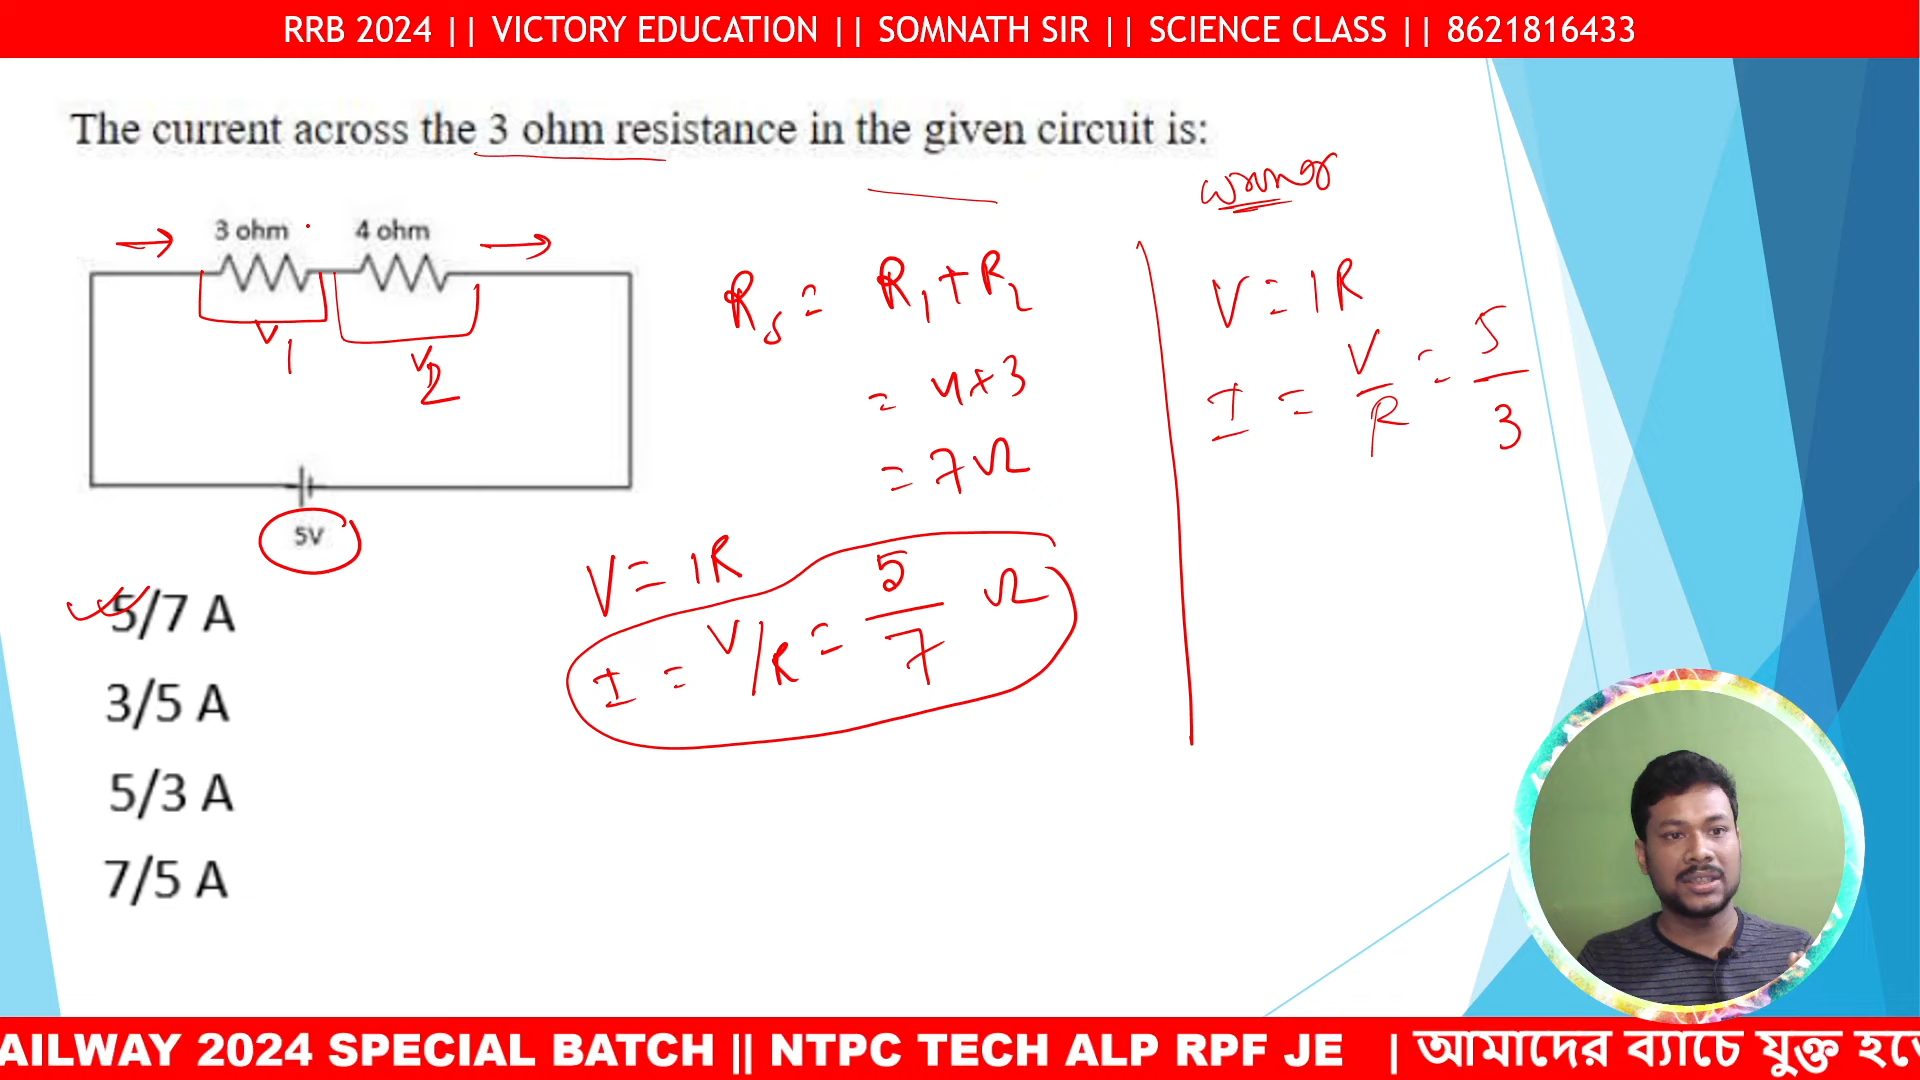 RRB 2024 || VICTORY EDUCATION || SOMNATH SIR || SCIENCE CLASS || 8621816433
The current across the 3 ohm resistance in the given circuit is:
3 ohm 4 ohm
V1 V2
5V
5/7 A
3/5 A
5/3 A
7/5 A
Rs = R1 + R2
= 4 + 3
= 7Ω
V = IR
I = V/R = 5/7 Ω
V = IR
I = V/R = 5/3
AILWAY 2024 SPECIAL BATCH || NTPC TECH ALP RPF JE | আমাদের ব্যাচে যুক্ত হতে